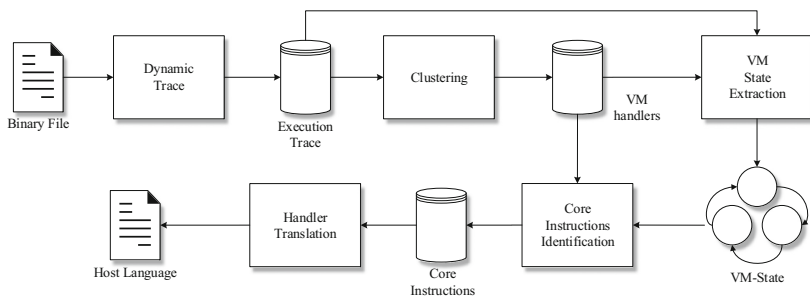 Binary File
Dynamic
Trace
Execution
Trace
Clustering
VM
handlers
VM
State
Extraction
VM-State
Core
Instructions
Identification
Core
Instructions
Handler
Translation
Host Language